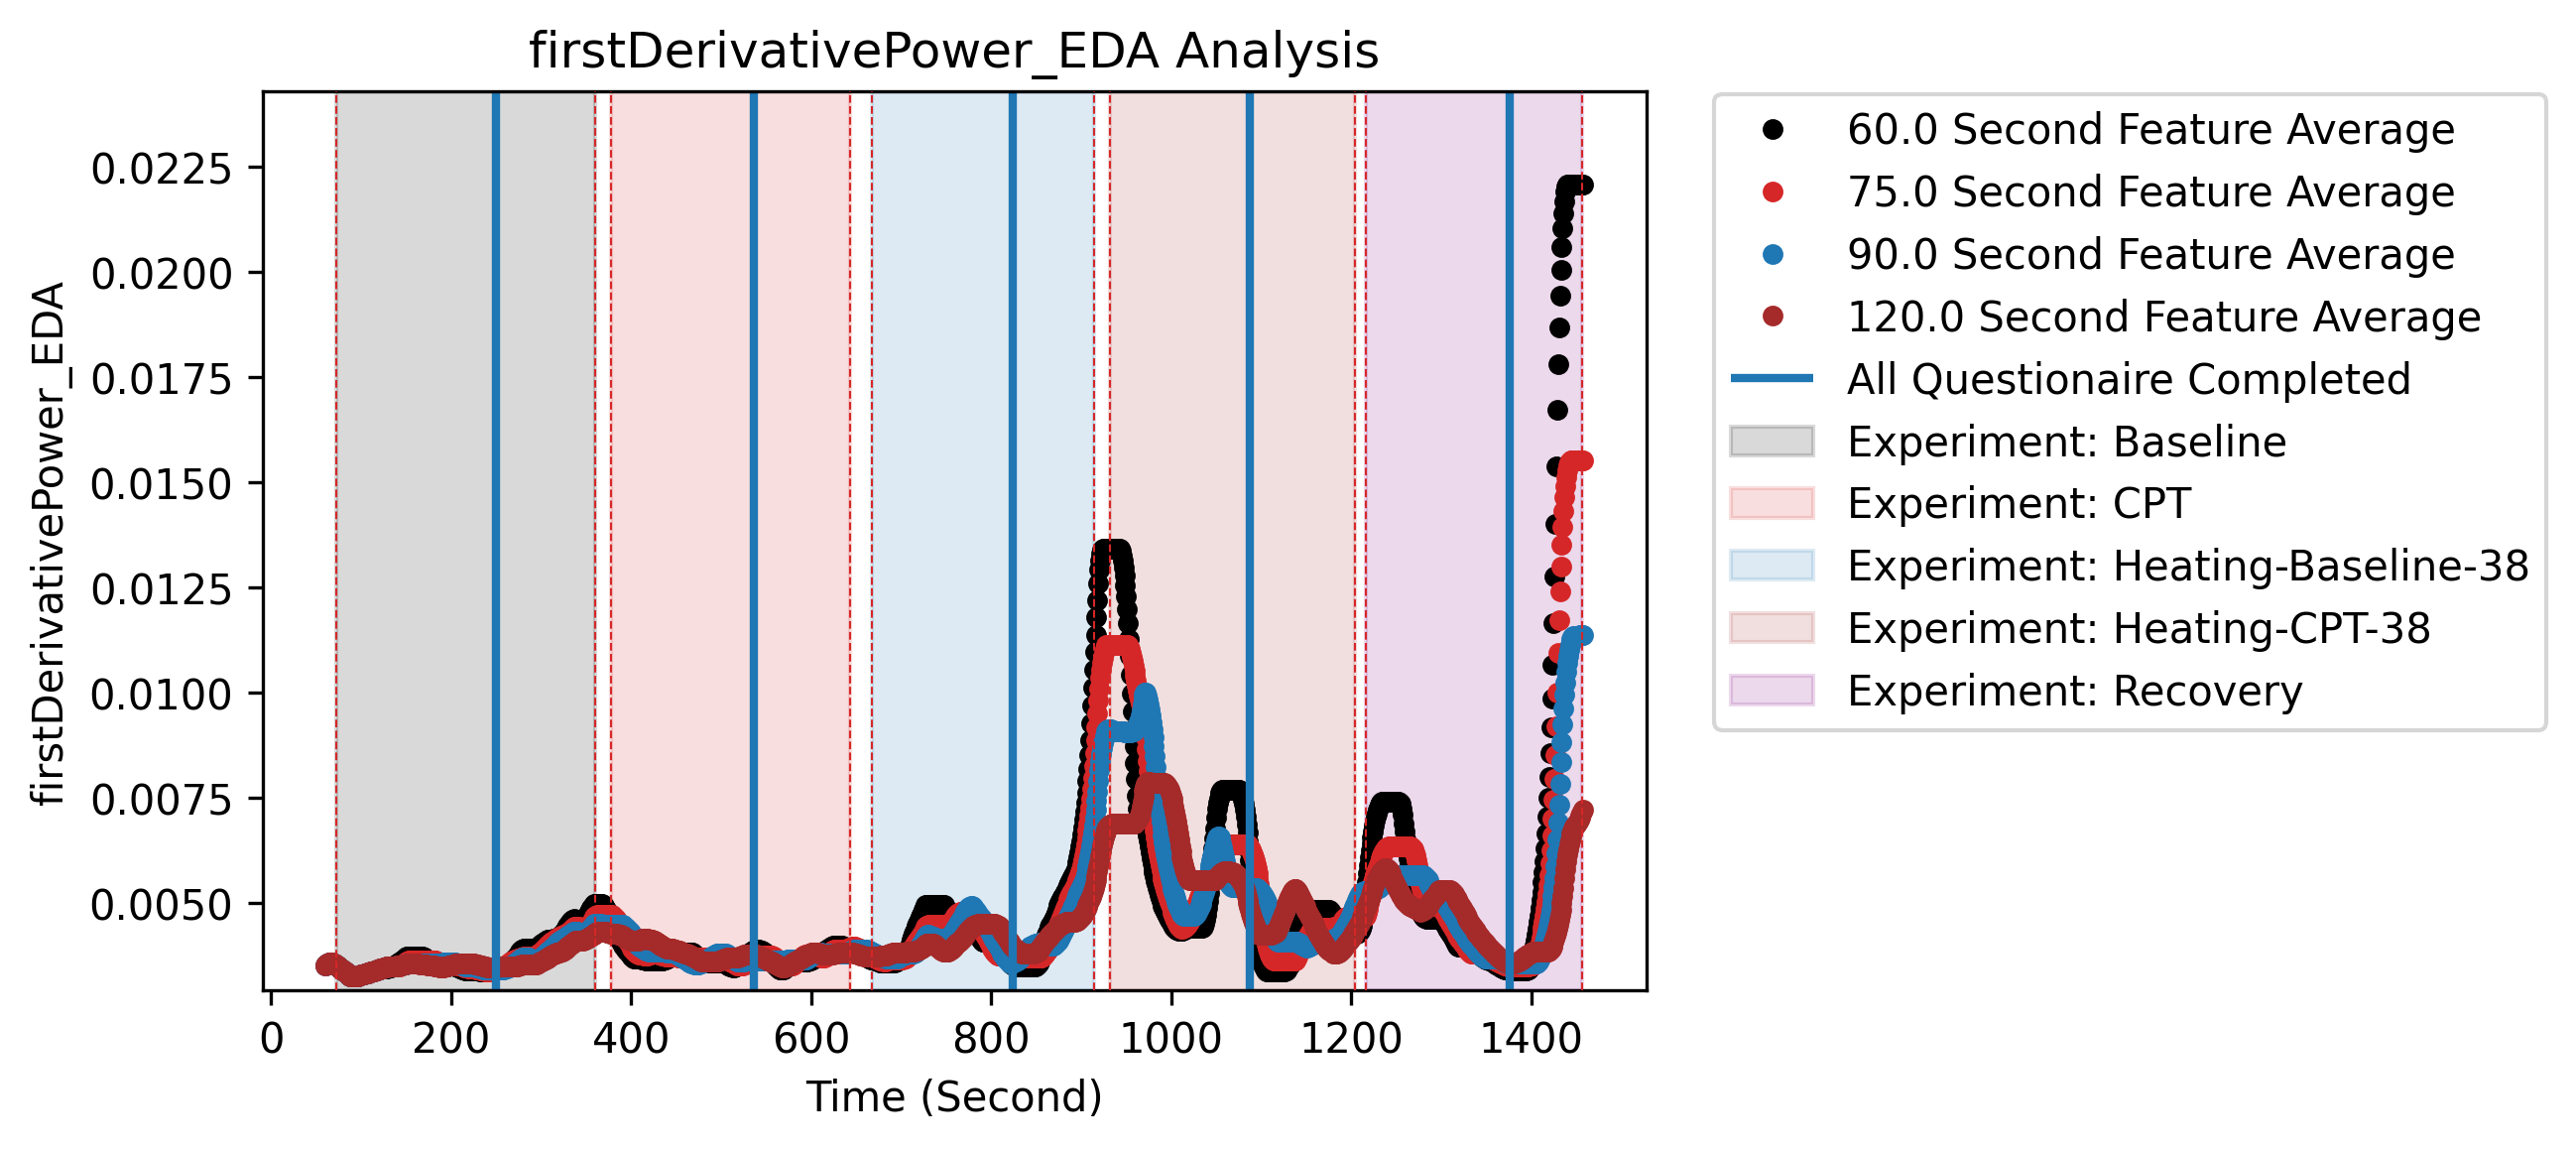 firstDerivativePower_EDA Analysis
firstDerivativePower_EDA
0.0225
0.0200
0.0175
0.0150
0.0125
0.0100
0.0075
0.0050
0
200
400
600
800
1000
1200
1400
Time (Second)
60.0 Second Feature Average
75.0 Second Feature Average
90.0 Second Feature Average
120.0 Second Feature Average
All Questionaire Completed
Experiment: Baseline
Experiment: CPT
Experiment: Heating-Baseline-38
Experiment: Heating-CPT-38
Experiment: Recovery